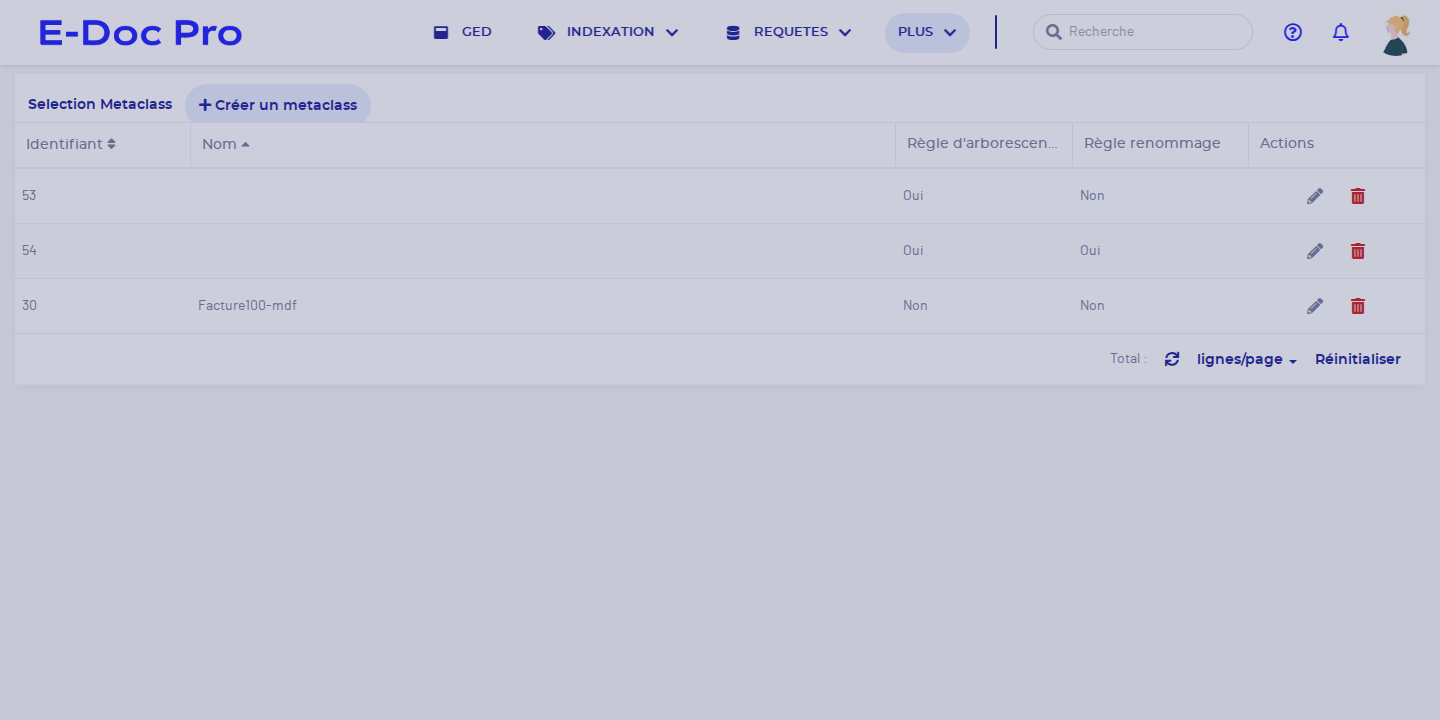 E-Doc Pro GED INDEXATION REQUETES PLUS Recherche
Selection Metaclass Créer un metaclass
Identifiant Nom Règle d'arborescen... Règle renommage Actions
53 Oui Non
54 Oui Oui
30 Facture100-mdf Non Non
Total : lignes/page Réinitialiser